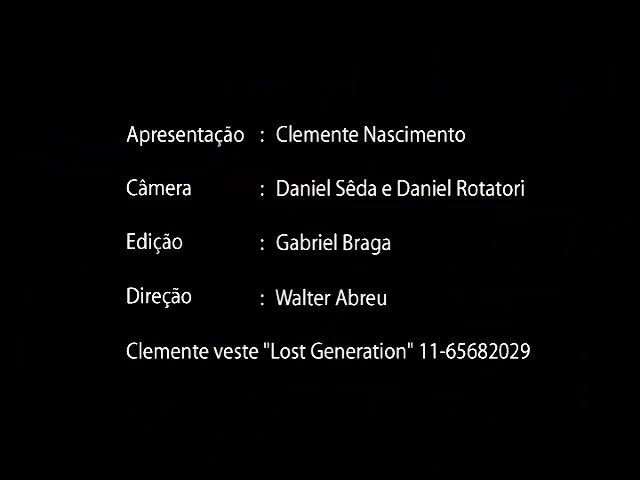 Apresentação : Clemente Nascimento
Câmera : Daniel Sêda e Daniel Rotatori
Edição : Gabriel Braga
Direção : Walter Abreu
Clemente veste "Lost Generation" 11-65682029